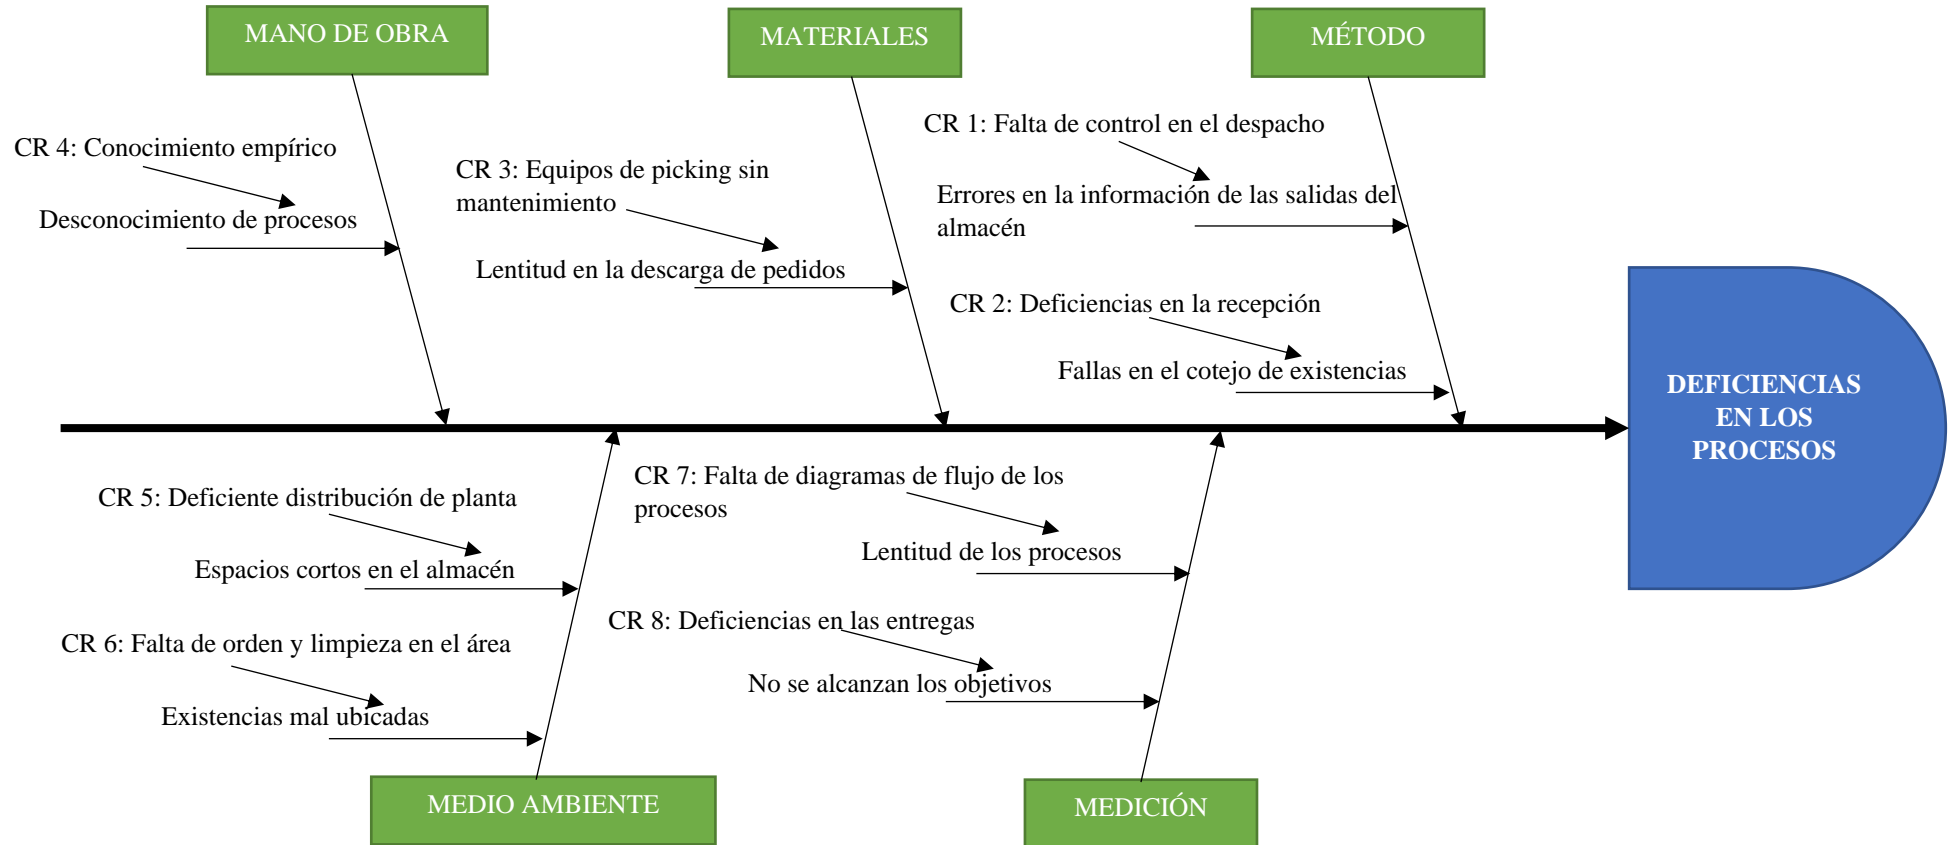 MANO DE OBRA
MATERIALES
MÉTODO
CR 4: Conocimiento empírico
Desconocimiento de procesos
CR 3: Equipos de picking sin
mantenimiento
Lentitud en la descarga de pedidos
CR 1: Falta de control en el despacho
Errores en la información de las salidas del
almacén
CR 2: Deficiencias en la recepción
Fallas en el cotejo de existencias
DEFICIENCIAS
EN LOS
PROCESOS
CR 5: Deficiente distribución de planta
Espacios cortos en el almacén
CR 6: Falta de orden y limpieza en el área
Existencias mal ubicadas
CR 7: Falta de diagramas de flujo de los
procesos
Lentitud de los procesos
CR 8: Deficiencias en las entregas
No se alcanzan los objetivos
MEDIO AMBIENTE
MEDICIÓN